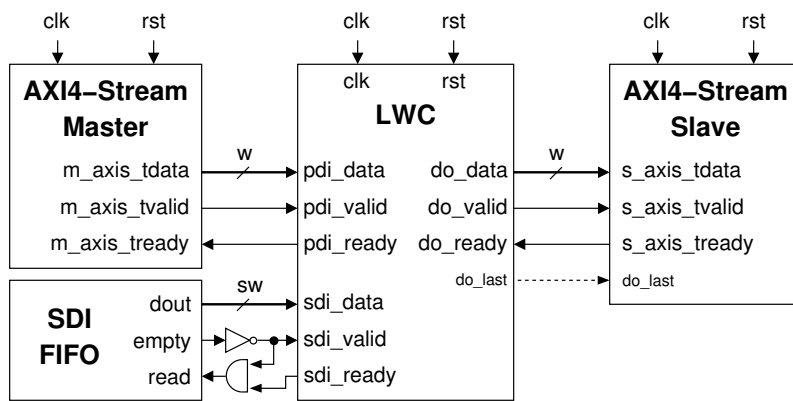 clk rst clk rst clk rst
AXI4–Stream
Master
m_axis_tdata
m_axis_tvalid
m_axis_tready
w
SDI
FIFO
dout
empty
read
sw
clk rst
LWC
pdi_data
pdi_valid
pdi_ready
sdi_data
sdi_valid
sdi_ready
do_data
do_valid
do_ready
do_last
w
AXI4–Stream
Slave
s_axis_tdata
s_axis_tvalid
s_axis_tready
do_last